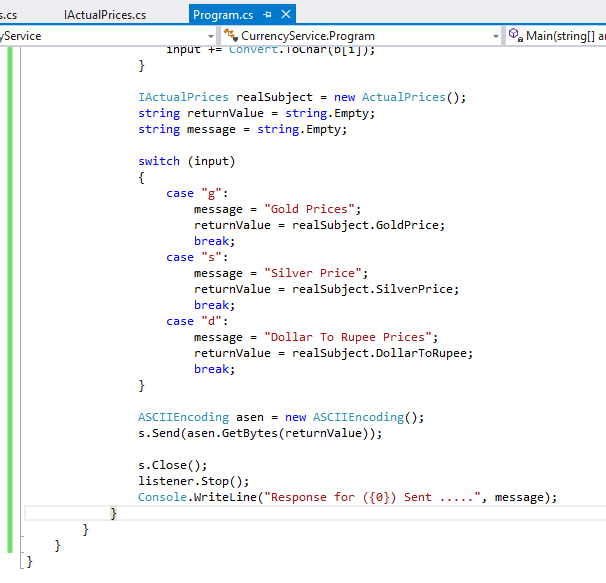 s.cs IActualPrices.cs Program.cs
yService CurrencyService.Program Main(string[] ar
input += Convert.ToChar(b[i]);
}
IActualPrices realSubject = new ActualPrices();
string returnValue = string.Empty;
string message = string.Empty;
switch (input)
{
case "g":
message = "Gold Prices";
returnValue = realSubject.GoldPrice;
break;
case "s":
message = "Silver Price";
returnValue = realSubject.SilverPrice;
break;
case "d":
message = "Dollar To Rupee Prices";
returnValue = realSubject.DollarToRupee;
break;
}
ASCIIEncoding asen = new ASCIIEncoding();
s.Send(asen.GetBytes(returnValue));
s.Close();
listener.Stop();
Console.WriteLine("Response for ({0}) Sent .....", message);
}
}
}
}